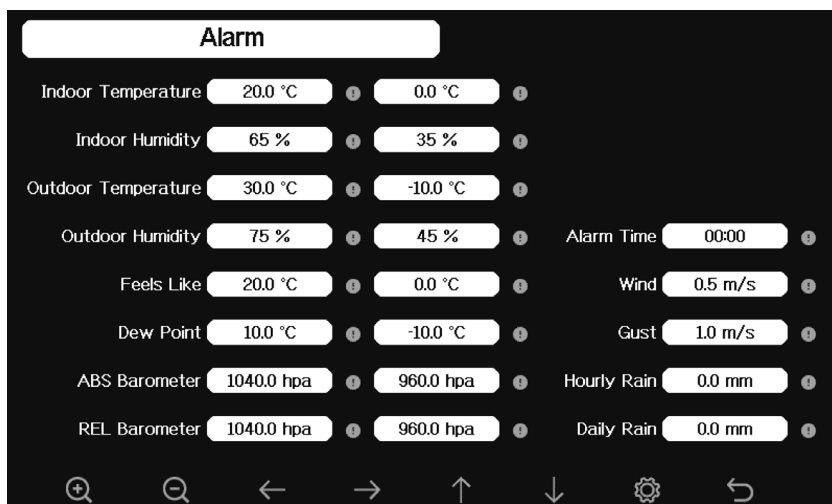 Alarm
Indoor Temperature 20.0 °C 0.0 °C
Indoor Humidity 65 % 35 %
Outdoor Temperature 30.0 °C -10.0 °C
Outdoor Humidity 75 % 45 % Alarm Time 00:00
Feels Like 20.0 °C 0.0 °C Wind 0.5 m/s
Dew Point 10.0 °C -10.0 °C Gust 1.0 m/s
ABS Barometer 1040.0 hpa 960.0 hpa Hourly Rain 0.0 mm
REL Barometer 1040.0 hpa 960.0 hpa Daily Rain 0.0 mm